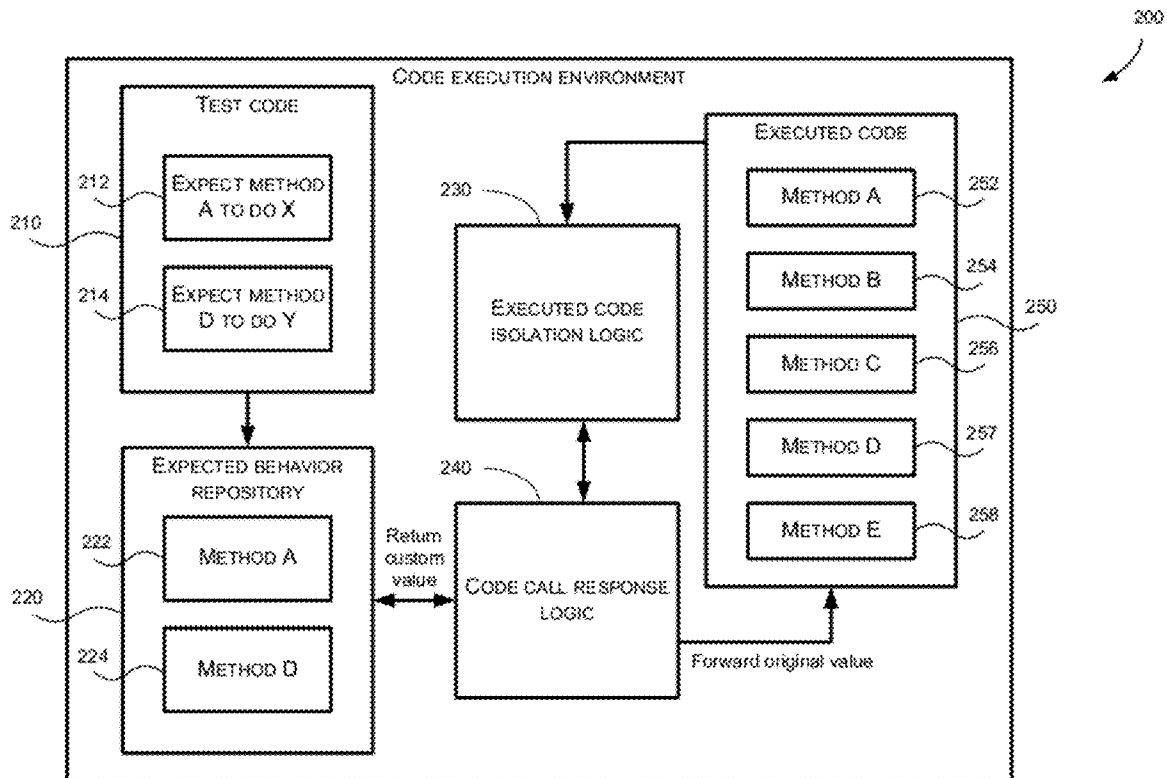 200
CODE EXECUTION ENVIRONMENT
TEST CODE
212
EXPECT METHOD
A TO DO X
210
214
EXPECT METHOD
D TO DO Y
EXPECTED BEHAVIOR
REPOSITORY
222
METHOD A
220
224
METHOD D
230
EXECUTED CODE
ISOLATION LOGIC
240
CODE CALL RESPONSE
LOGIC
Return
custom
value
Forward original value
EXECUTED CODE
METHOD A
252
METHOD B
254
250
METHOD C
256
METHOD D
257
METHOD E
258